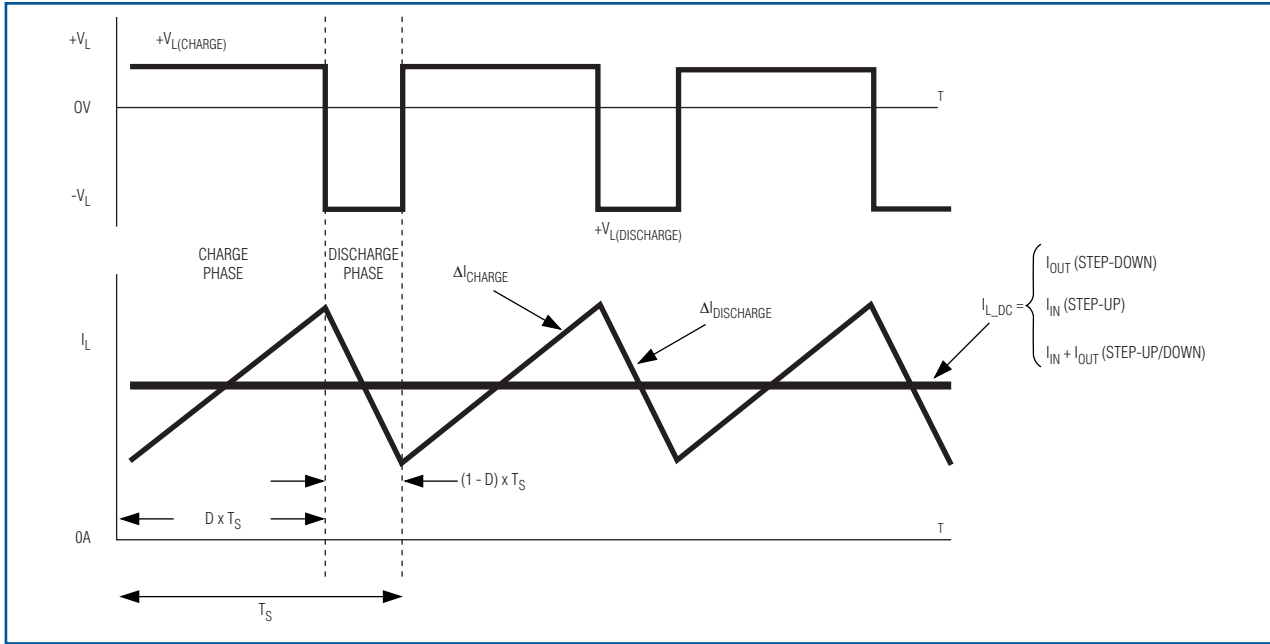 +VL
+VL(CHARGE)
0V
T
-VL
+VL(DISCHARGE)
CHARGE
PHASE
DISCHARGE
PHASE
ΔICHARGE
ΔIDISCHARGE
IL
IL_DC =
IOUT (STEP-DOWN)
IIN (STEP-UP)
IIN + IOUT (STEP-UP/DOWN)
(1 - D) x TS
D x TS
0A
T
TS